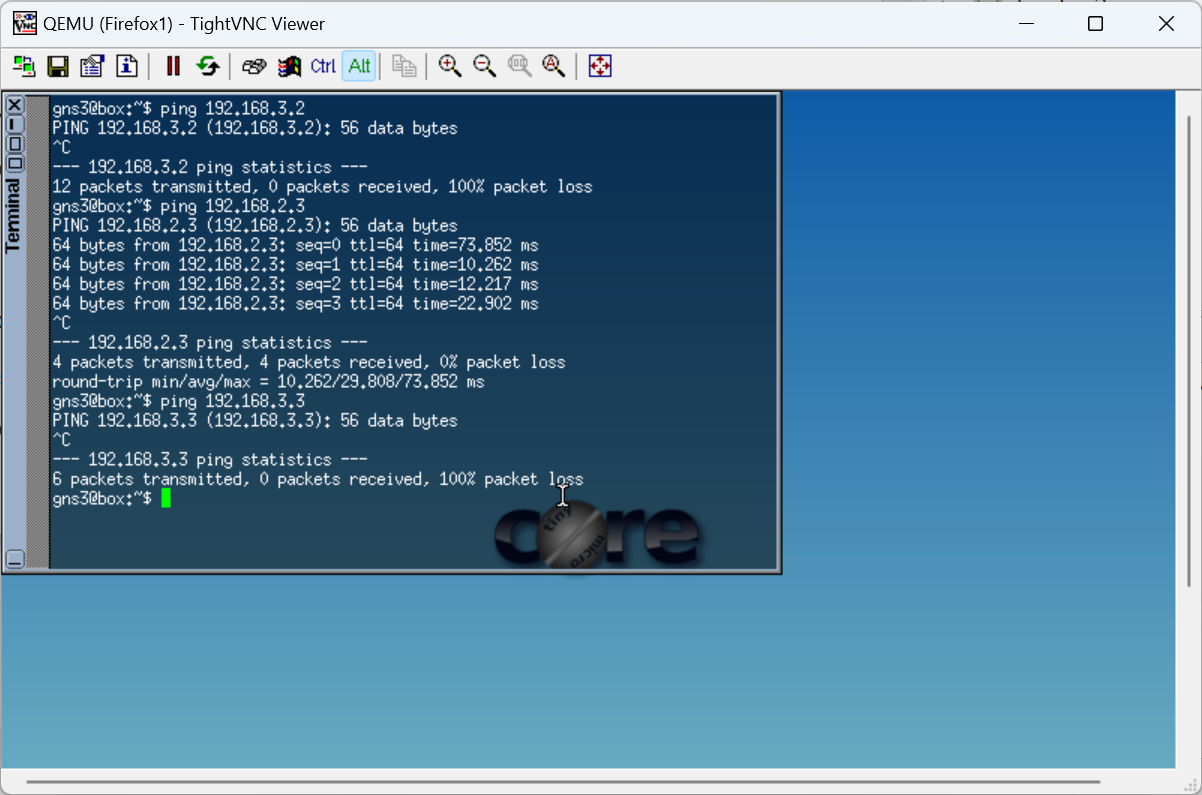 QEMU (Firefox1) - TightVNC Viewer
Ctrl Alt
Terminal
gns3@box:~$ ping 192.168.3.2
PING 192.168.3.2 (192.168.3.2): 56 data bytes
^C
--- 192.168.3.2 ping statistics ---
12 packets transmitted, 0 packets received, 100% packet loss
gns3@box:~$ ping 192.168.2.3
PING 192.168.2.3 (192.168.2.3): 56 data bytes
64 bytes from 192.168.2.3: seq=0 ttl=64 time=73.852 ms
64 bytes from 192.168.2.3: seq=1 ttl=64 time=10.262 ms
64 bytes from 192.168.2.3: seq=2 ttl=64 time=12.217 ms
64 bytes from 192.168.2.3: seq=3 ttl=64 time=22.902 ms
^C
--- 192.168.2.3 ping statistics ---
4 packets transmitted, 4 packets received, 0% packet loss
round-trip min/avg/max = 10.262/29.808/73.852 ms
gns3@box:~$ ping 192.168.3.3
PING 192.168.3.3 (192.168.3.3): 56 data bytes
^C
--- 192.168.3.3 ping statistics ---
6 packets transmitted, 0 packets received, 100% packet loss
gns3@box:~$
core
tiny
micro